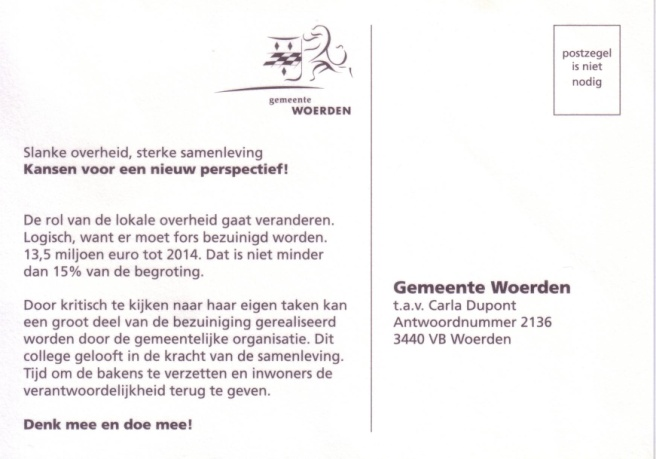 gemeente
WOERDEN
Slanke overheid, sterke samenleving
Kansen voor een nieuw perspectief!
De rol van de lokale overheid gaat veranderen.
Logisch, want er moet fors bezuinigd worden.
13,5 miljoen euro tot 2014. Dat is niet minder
dan 15% van de begroting.
Door kritisch te kijken naar haar eigen taken kan
een groot deel van de bezuiniging gerealiseerd
worden door de gemeentelijke organisatie. Dit
college gelooft in de kracht van de samenleving.
Tijd om de bakens te verzetten en inwoners de
verantwoordelijkheid terug te geven.
Denk mee en doe mee!
postzegel
is niet
nodig
Gemeente Woerden
t.a.v. Carla Dupont
Antwoordnummer 2136
3440 VB Woerden